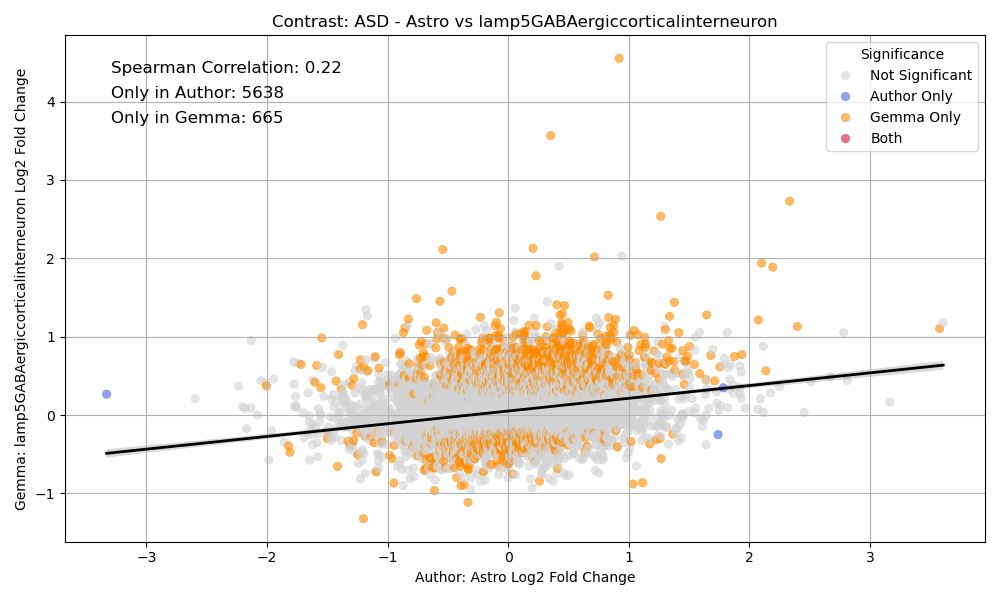 Contrast: ASD - Astro vs lamp5GABAergiccorticalinterneuron
Spearman Correlation: 0.22
Only in Author: 5638
Only in Gemma: 665
Significance
Not Significant
Author Only
Gemma Only
Both
Gemma: lamp5GABAergiccorticalinterneuron Log2 Fold Change
4
3
2
1
0
−1
−3
−2
−1
0
1
2
3
Author: Astro Log2 Fold Change